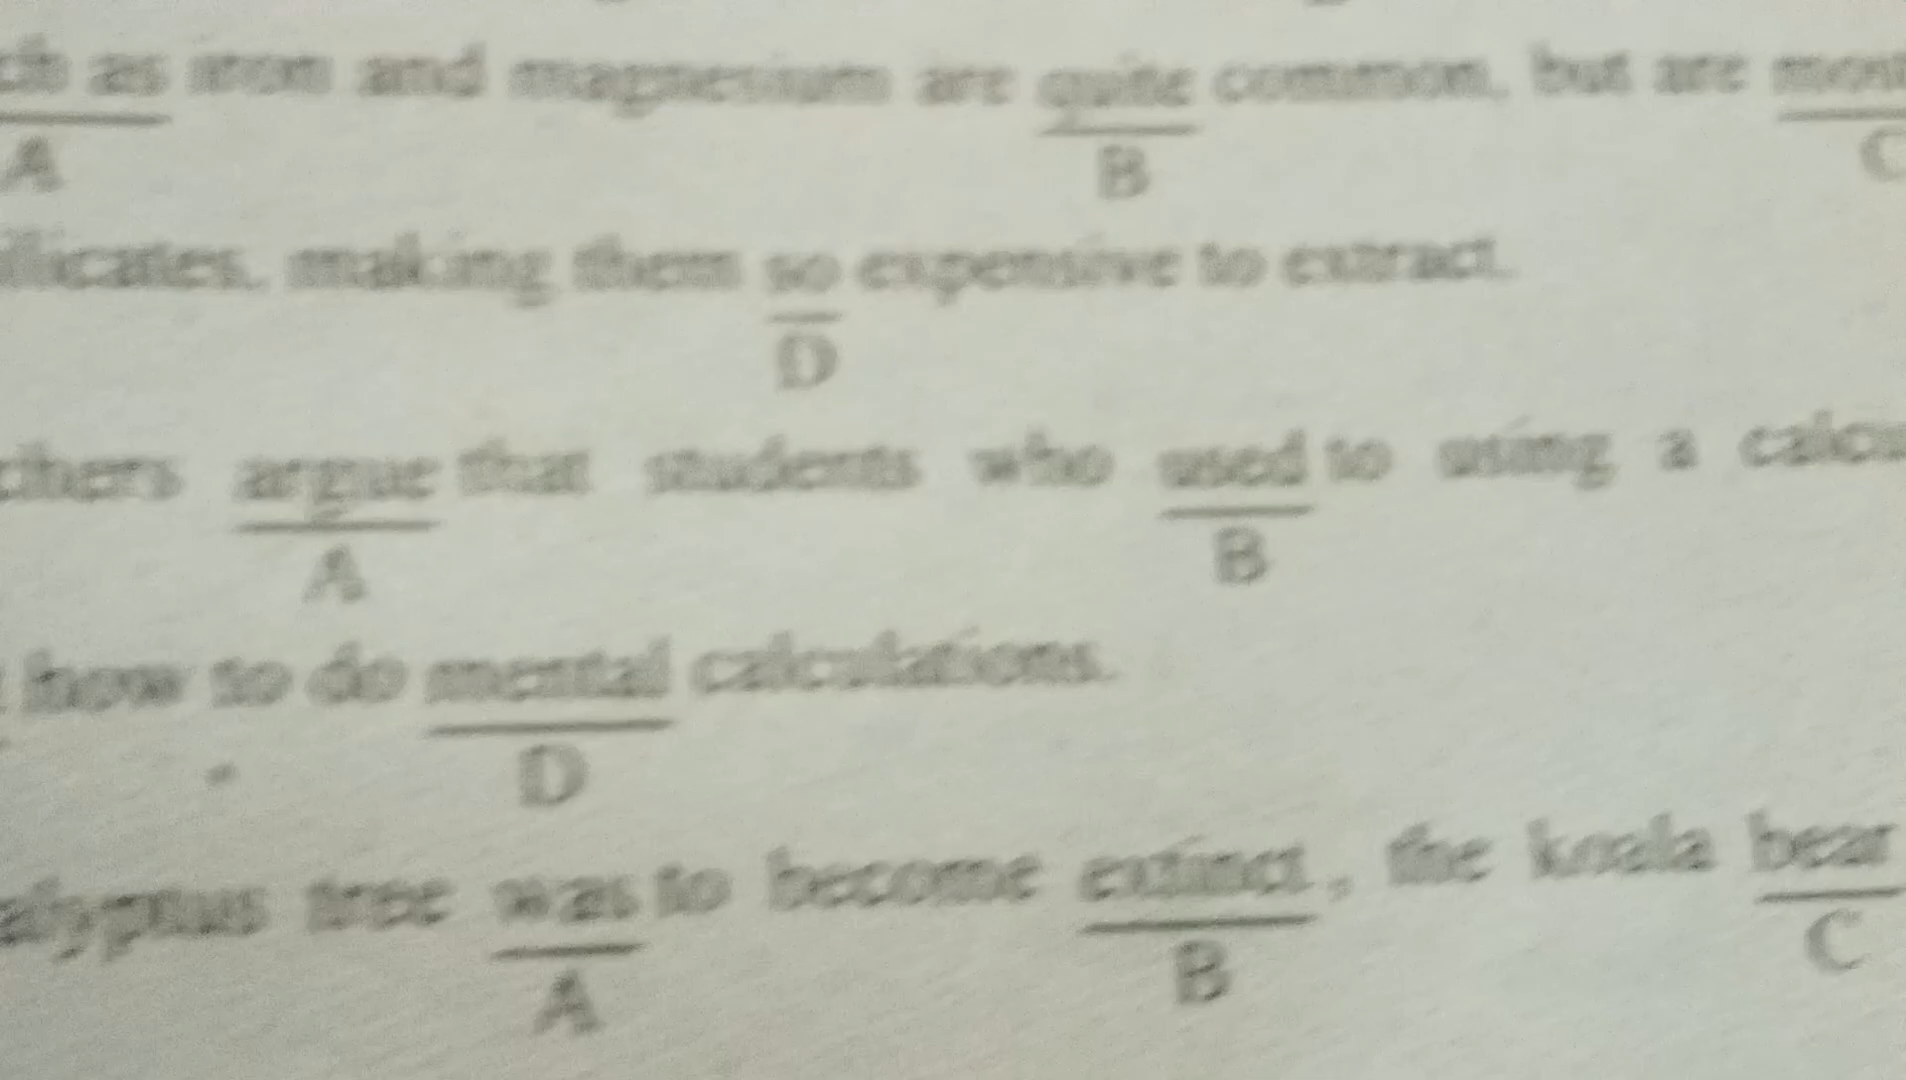 as iron and magnesium are quite common, but are
A B C
making them so expensive to extract.
D
argue that students who used to using a
A B
how to do mental calculations.
D
tree was to become extinct, the koala bear
A B C